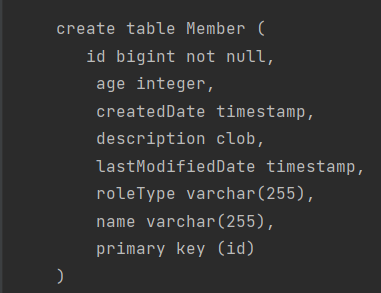 create table Member (
id bigint not null,
age integer,
createdDate timestamp,
description clob,
lastModifiedDate timestamp,
roleType varchar(255),
name varchar(255),
primary key (id)
)